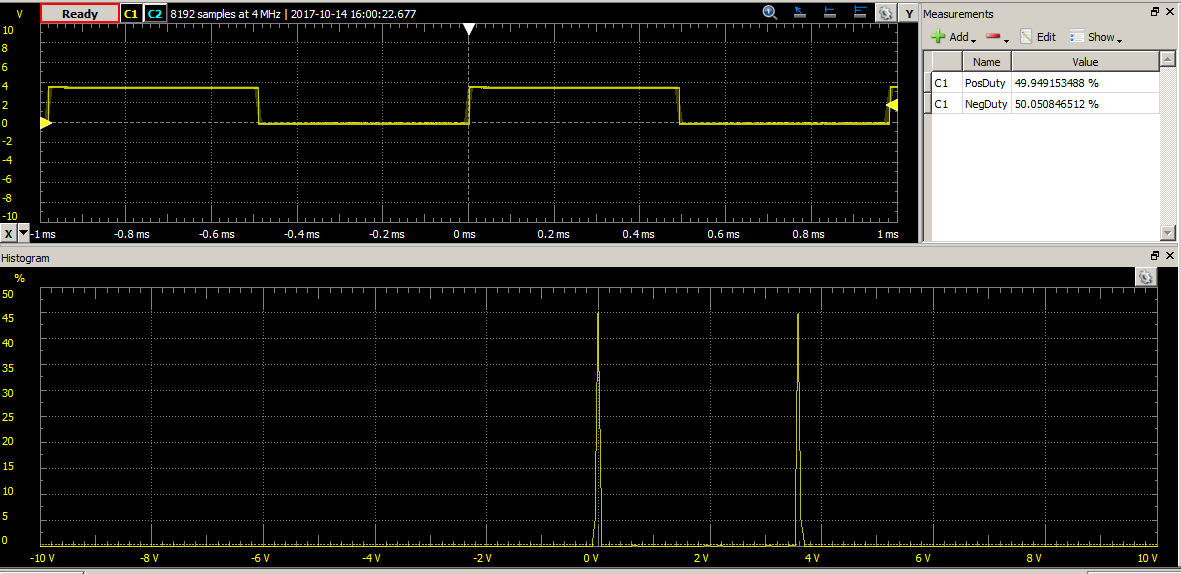 V Ready C1 C2 8192 samples at 4 MHz | 2017-10-14 16:00:22.677 Y
10
8
6
4
2
0
-2
-4
-6
-8
-10
X -1 ms -0.8 ms -0.6 ms -0.4 ms -0.2 ms 0 ms 0.2 ms 0.4 ms 0.6 ms 0.8 ms 1 ms
Measurements
Add Edit Show
Name Value
C1 PosDuty 49.949153488 %
C1 NegDuty 50.050846512 %
Histogram
%
50
45
40
35
30
25
20
15
10
5
0
-10 V -8 V -6 V -4 V -2 V 0 V 2 V 4 V 6 V 8 V 10 V